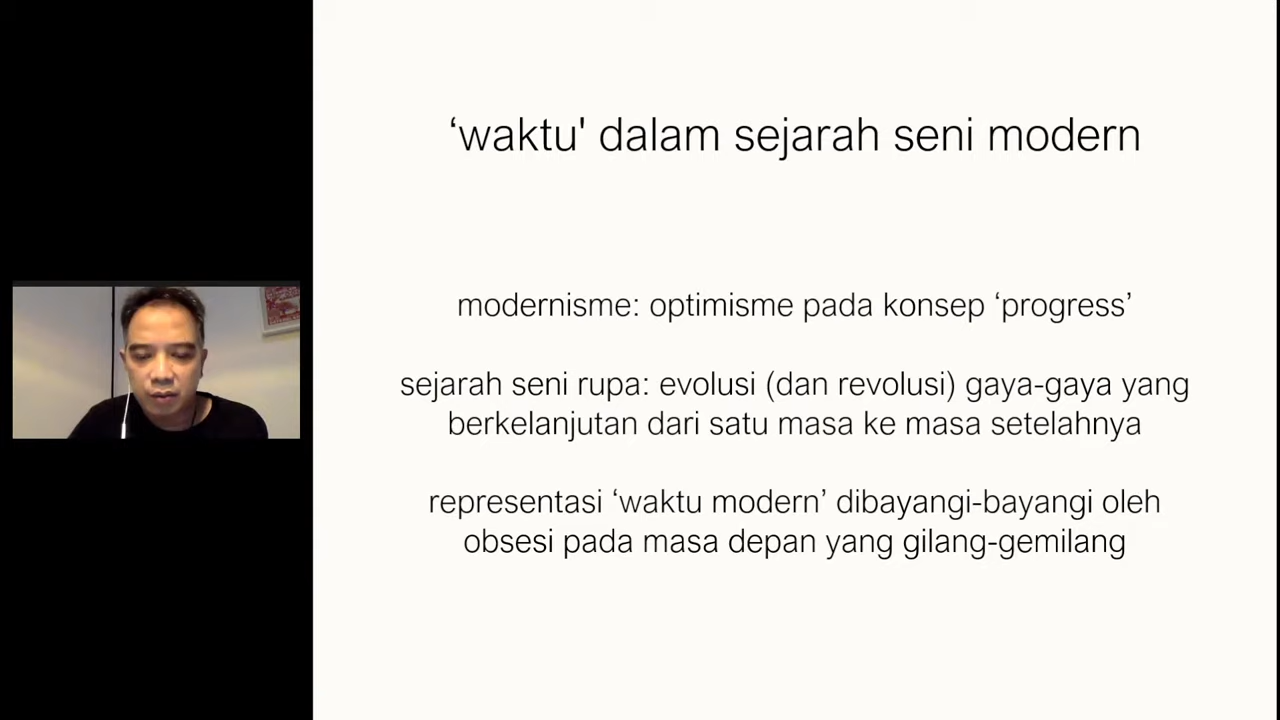 ‘waktu' dalam sejarah seni modern
modernisme: optimisme pada konsep ‘progress’
sejarah seni rupa: evolusi (dan revolusi) gaya-gaya yang
berkelanjutan dari satu masa ke masa setelahnya
representasi ‘waktu modern’ dibayangi-bayangi oleh
obsesi pada masa depan yang gilang-gemilang